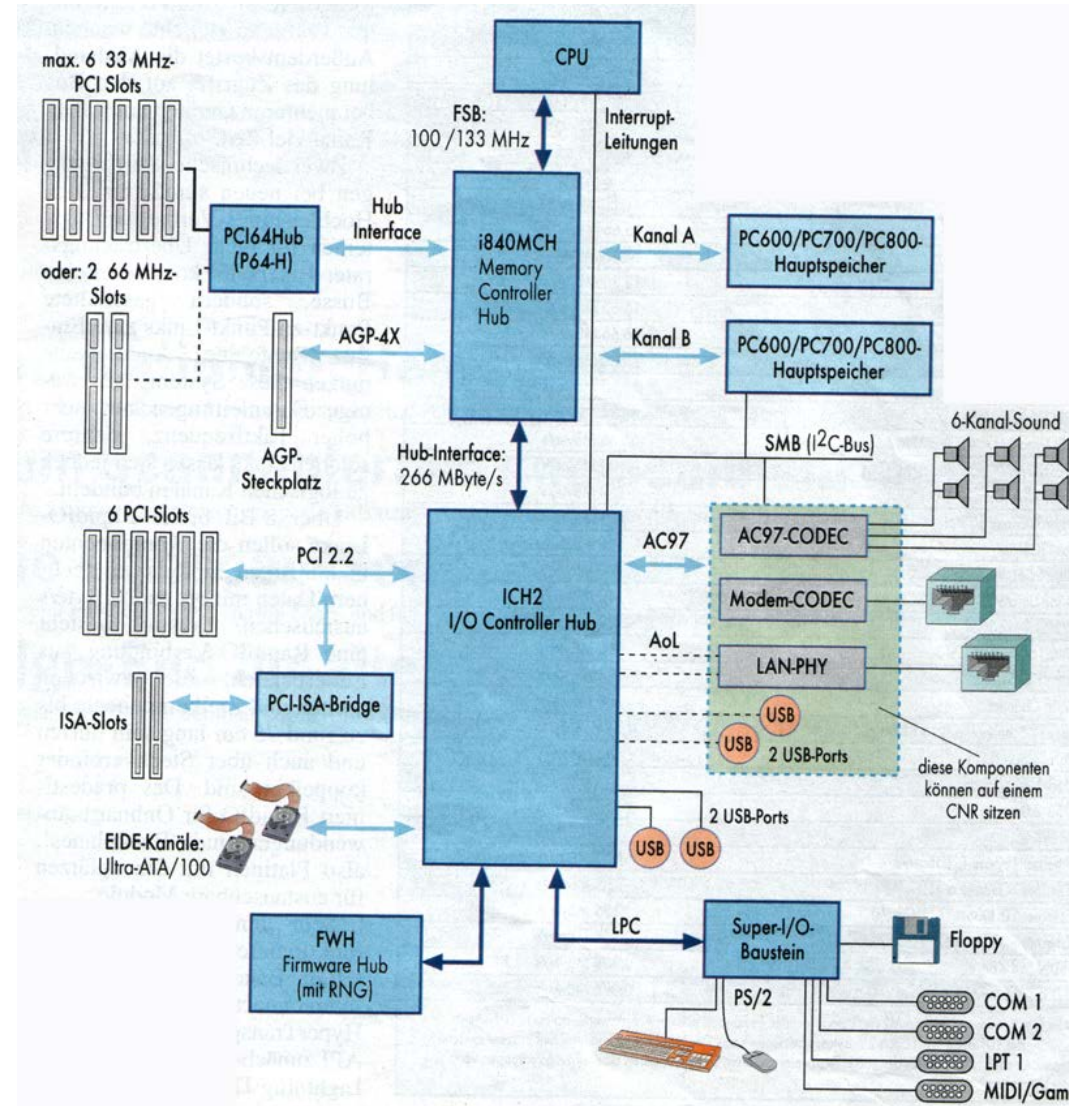 CPU
max. 6 33 MHz-
PCI Slots
FSB:
100/133 MHz
Interrupt-
Leitungen
PCI64Hub
(P64-H)
Hub
Interface
i840MCH
Memory
Controller
Hub
Kanal A
PC600/PC700/PC800-
Hauptspeicher
oder: 2 66 MHz-
Slots
AGP-4X
Kanal B
PC600/PC700/PC800-
Hauptspeicher
AGP-
Steckplatz
Hub-Interface:
266 MByte/s
SMB (I²C-Bus)
6-Kanal-Sound
6 PCI-Slots
PCI 2.2
ICH2
I/O Controller Hub
AC97
AC97-CODEC
Modem-CODEC
AoL
LAN-PHY
ISA-Slots
PCI-ISA-Bridge
USB
USB
2 USB-Ports
diese Komponenten
können auf einem
CNR sitzen
EIDE-Kanäle:
Ultra-ATA/100
2 USB-Ports
USB
USB
FWH
Firmware Hub
(mit RNG)
LPC
Super-I/O-
Baustein
Floppy
PS/2
COM 1
COM 2
LPT 1
MIDI/Gam